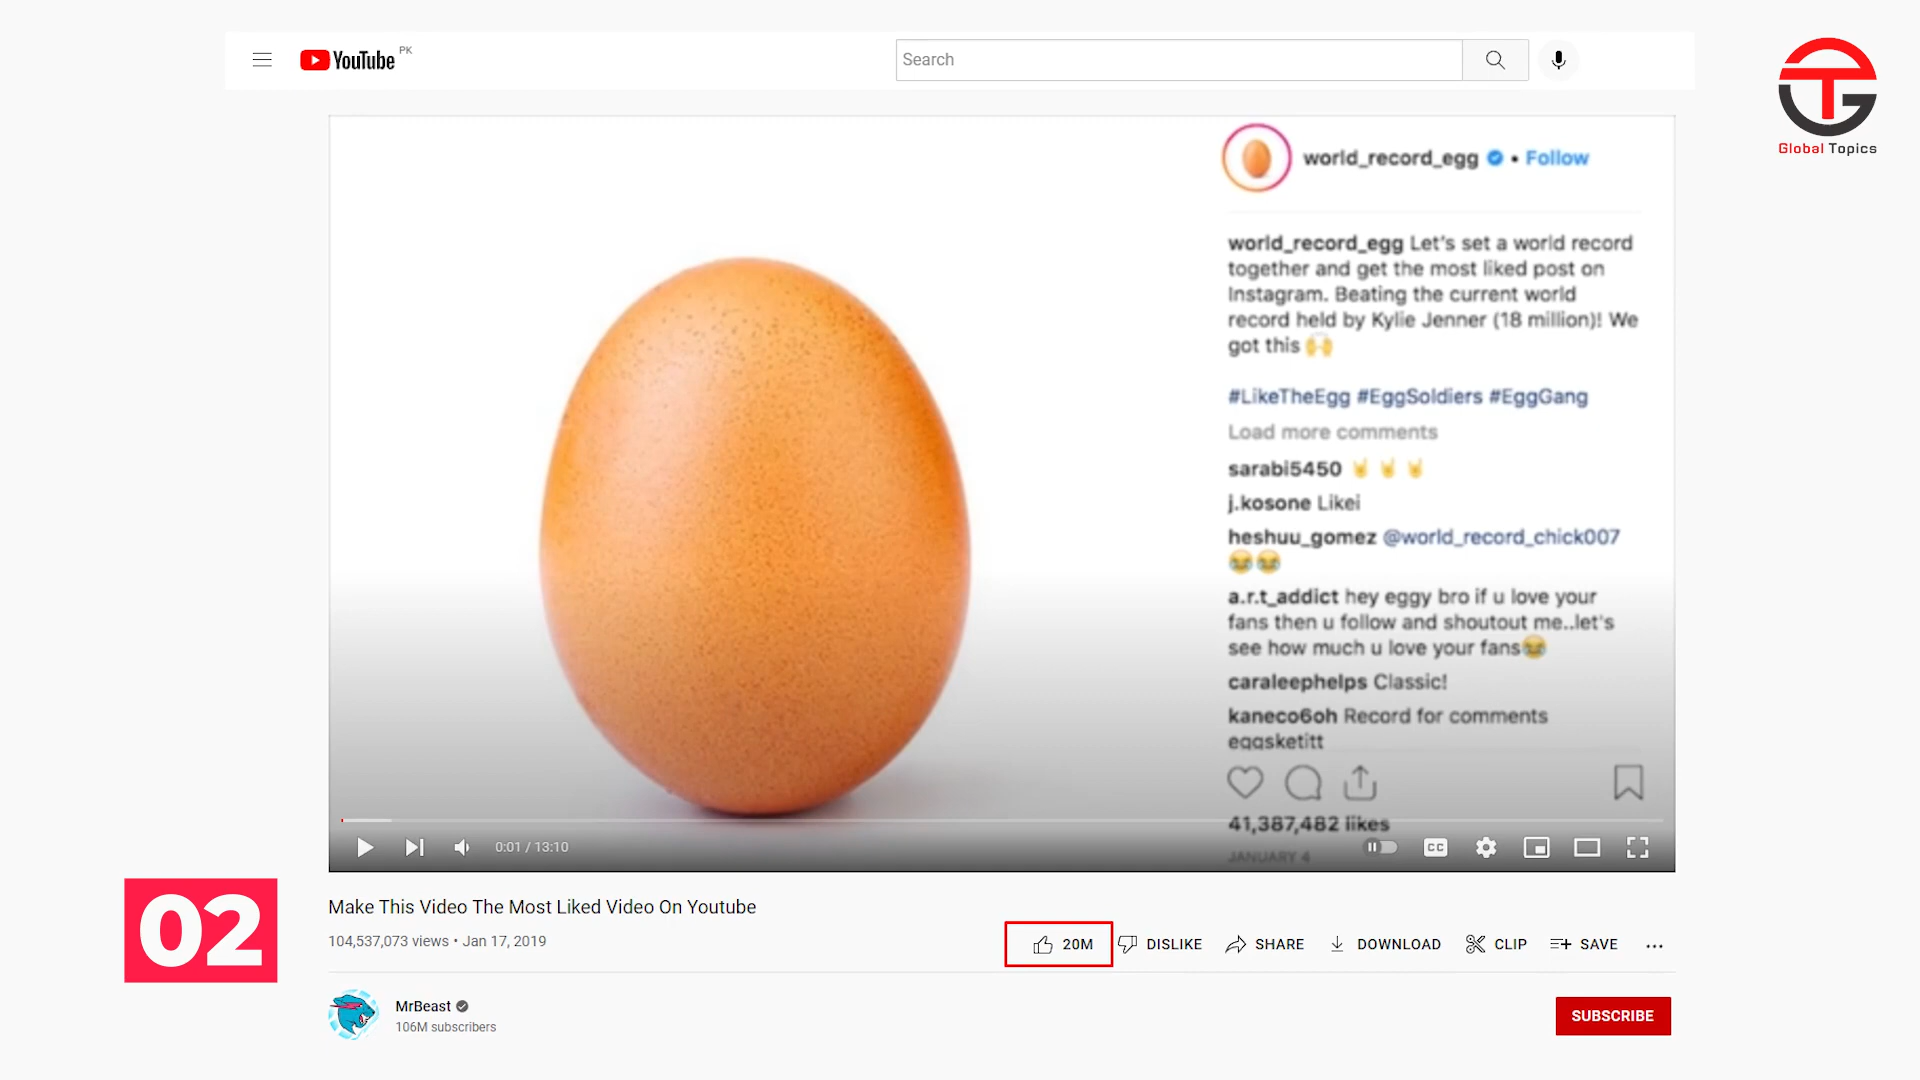 YouTube PK
Search
Global Topics
world_record_egg • Follow
world_record_egg Let's set a world record
together and get the most liked post on
Instagram. Beating the current world
record held by Kylie Jenner (18 million)! We
got this 🙌
#LikeTheEgg #EggSoldiers #EggGang
Load more comments
sarabi5450 🤘 🤘 🤘
j.kosone Likei
heshuu_gomez @world_record_chick007
😂😂
a.r.t_addict hey eggy bro if u love your
fans then u follow and shoutout me..let's
see how much u love your fans😂
caraleephelps Classic!
kaneco6oh Record for comments
eggsketitt
41,387,482 likes
JANUARY 4
0:01 / 13:10
CC
02
Make This Video The Most Liked Video On Youtube
104,537,073 views • Jan 17, 2019
20M DISLIKE SHARE DOWNLOAD CLIP SAVE ...
MrBeast
106M subscribers
SUBSCRIBE